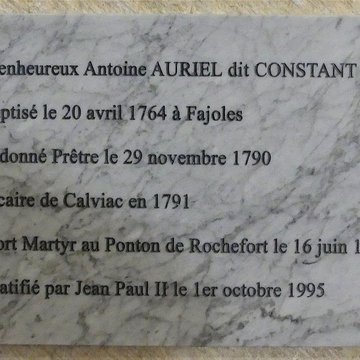 enheureux Antoine AURIEL dit CONSTANT
ptisé le 20 avril 1764 à Fajoles
donné Prêtre le 29 novembre 1790
caire de Calviac en 1791
ort Martyr au Ponton de Rochefort le 16 juin 1
atifié par Jean Paul II le 1er octobre 1995